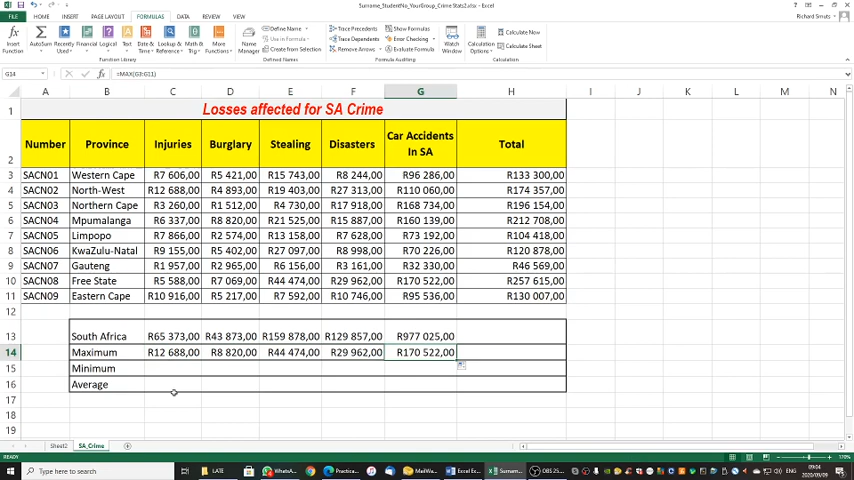 Surname_StudentNo_YourGroup_Crime Stats2.xlsx - Excel
FILE HOME INSERT PAGE LAYOUT FORMULAS DATA REVIEW VIEW Richard Smuts
Insert Function AutoSum Recently Used Financial Logical Text Date & Time Lookup & Reference Math & Trig More Functions
Name Manager Define Name Use in Formula Create from Selection
Trace Precedents Trace Dependents Remove Arrows
Show Formulas Error Checking Evaluate Formula
Watch Window Calculation Options Calculate Now Calculate Sheet
Function Library Defined Names Formula Auditing Calculation
G14 fx =MAX(G3:G11)
A B C D E F G H I J K L M N
1 Losses affected for SA Crime
2 Number Province Injuries Burglary Stealing Disasters Car Accidents In SA Total
3 SACN01 Western Cape R7 606,00 R5 421,00 R15 743,00 R8 244,00 R96 286,00 R133 300,00
4 SACN02 North-West R12 688,00 R4 893,00 R19 403,00 R27 313,00 R110 060,00 R174 357,00
5 SACN03 Northern Cape R3 260,00 R1 512,00 R4 730,00 R17 918,00 R168 734,00 R196 154,00
6 SACN04 Mpumalanga R6 337,00 R8 820,00 R21 525,00 R15 887,00 R160 139,00 R212 708,00
7 SACN05 Limpopo R7 866,00 R2 574,00 R13 158,00 R7 628,00 R73 192,00 R104 418,00
8 SACN06 KwaZulu-Natal R9 155,00 R5 402,00 R27 097,00 R8 998,00 R70 226,00 R120 878,00
9 SACN07 Gauteng R1 957,00 R2 965,00 R6 156,00 R3 161,00 R32 330,00 R46 569,00
10 SACN08 Free State R5 588,00 R7 069,00 R44 474,00 R29 962,00 R170 522,00 R257 615,00
11 SACN09 Eastern Cape R10 916,00 R5 217,00 R7 592,00 R10 746,00 R95 536,00 R130 007,00
12
13 South Africa R65 373,00 R43 873,00 R159 878,00 R129 857,00 R977 025,00
14 Maximum R12 688,00 R8 820,00 R44 474,00 R29 962,00 R170 522,00
15 Minimum
16 Average
17
18
19
Sheet2 SA_Crime
READY 110%
Type here to search LATE WhatsA... Practica... MailWa... Excel Ex... Surnam... OBS 25... ENG 09:04 2020/09/09